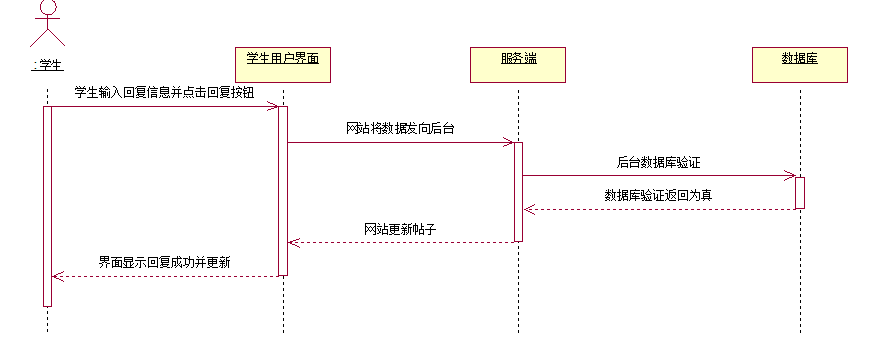 学生用户界面
服务端
数据库
: 学生
学生输入回复信息并点击回复按钮
网站将数据发向后台
后台数据库验证
数据库验证返回为真
网站更新帖子
界面显示回复成功并更新